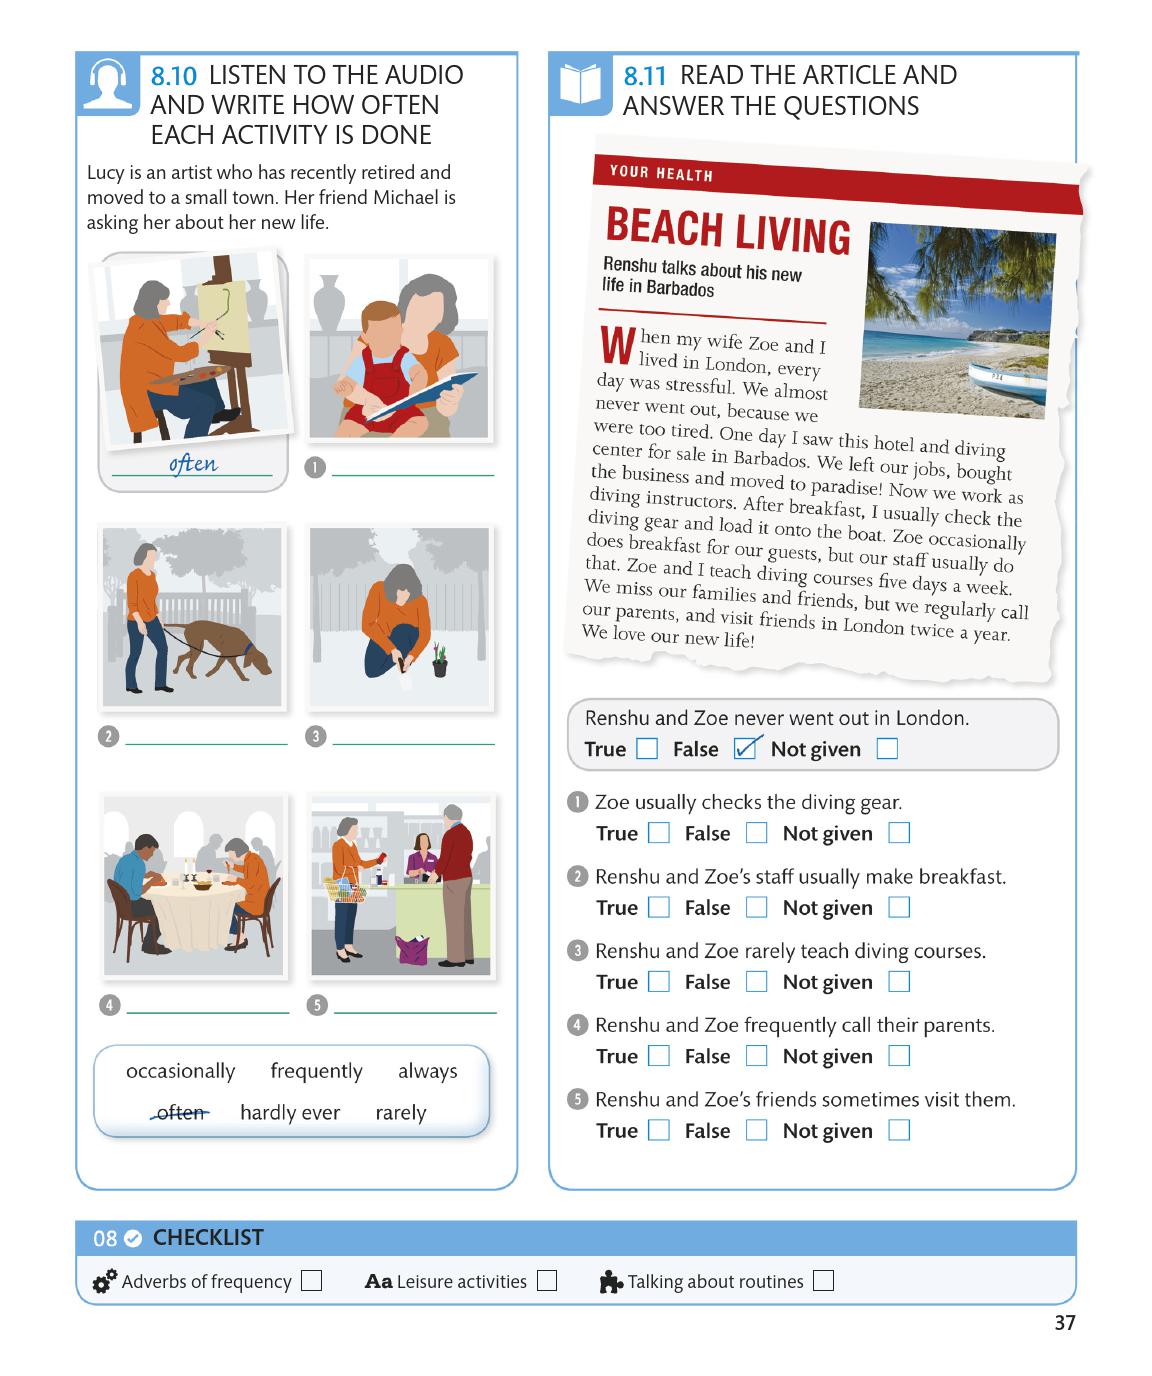 8.10 LISTEN TO THE AUDIO
AND WRITE HOW OFTEN
EACH ACTIVITY IS DONE
Lucy is an artist who has recently retired and
moved to a small town. Her friend Michael is
asking her about her new life.
often
1
2
3
4
5
occasionally frequently always
often hardly ever rarely
8.11 READ THE ARTICLE AND
ANSWER THE QUESTIONS
YOUR HEALTH
BEACH LIVING
Renshu talks about his new
life in Barbados
When my wife Zoe and I
lived in London, every
day was stressful. We almost
never went out, because we
were too tired. One day I saw this hotel and diving
center for sale in Barbados. We left our jobs, bought
the business and moved to paradise! Now we work as
diving instructors. After breakfast, I usually check the
diving gear and load it onto the boat. Zoe occasionally
does breakfast for our guests, but our staff usually do
that. Zoe and I teach diving courses five days a week.
We miss our families and friends, but we regularly call
our parents, and visit friends in London twice a year.
We love our new life!
P34
Renshu and Zoe never went out in London.
True False Not given
1 Zoe usually checks the diving gear.
True False Not given
2 Renshu and Zoe’s staff usually make breakfast.
True False Not given
3 Renshu and Zoe rarely teach diving courses.
True False Not given
4 Renshu and Zoe frequently call their parents.
True False Not given
5 Renshu and Zoe’s friends sometimes visit them.
True False Not given
08 CHECKLIST
Adverbs of frequency Aa Leisure activities Talking about routines
37